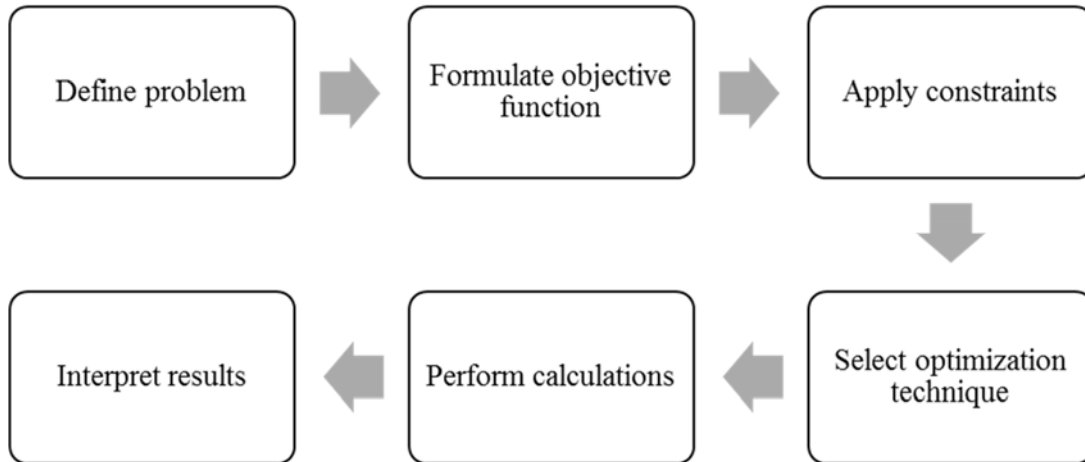 Define problem
Formulate objective
function
Apply constraints
Select optimization
technique
Perform calculations
Interpret results